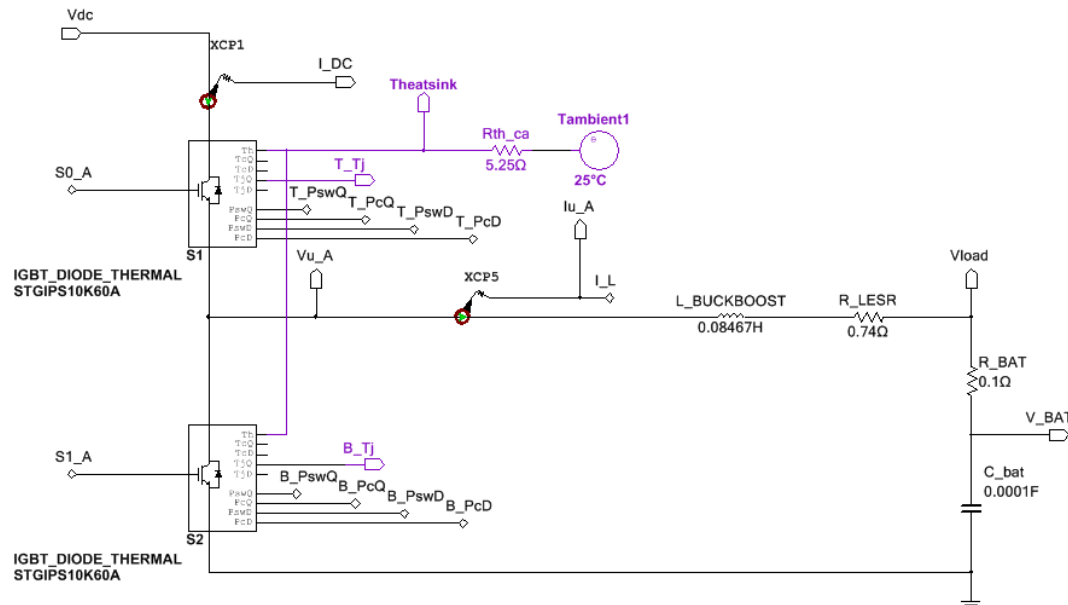 Vdc
XCP1
I_DC
Theatsink
Tambient1
Rth_ca
5.25Ω
25°C
S0_A
Th
TcQ
TcD
TjQ
TjD
PswQ
PcQ
PswD
PcD
T_Tj
T_PswQ
T_PcQ
T_PswD
T_PcD
S1
IGBT_DIODE_THERMAL
STGIPS10K60A
Vu_A
Iu_A
XCP5
I_L
L_BUCKBOOST
0.08467H
R_LESR
0.74Ω
Vload
R_BAT
0.1Ω
V_BAT
C_bat
0.0001F
S1_A
Th
TcQ
TcD
TjQ
TjD
PswQ
PcQ
PswD
PcD
B_Tj
B_PswQ
B_PcQ
B_PswD
B_PcD
S2
IGBT_DIODE_THERMAL
STGIPS10K60A